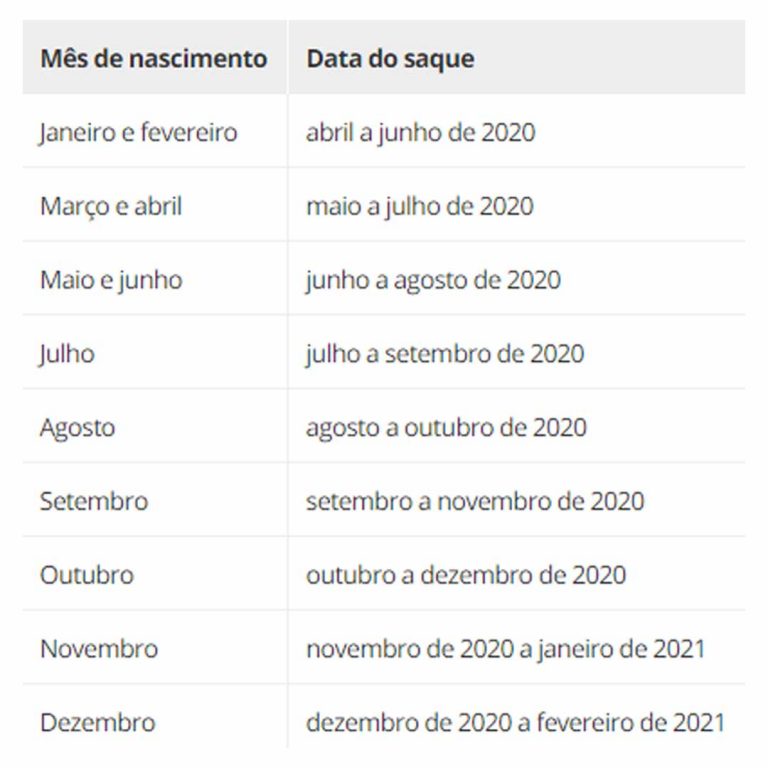 Mês de nascimento Data do saque
Janeiro e fevereiro abril a junho de 2020
Março e abril maio a julho de 2020
Maio e junho junho a agosto de 2020
Julho julho a setembro de 2020
Agosto agosto a outubro de 2020
Setembro setembro a novembro de 2020
Outubro outubro a dezembro de 2020
Novembro novembro de 2020 a janeiro de 2021
Dezembro dezembro de 2020 a fevereiro de 2021